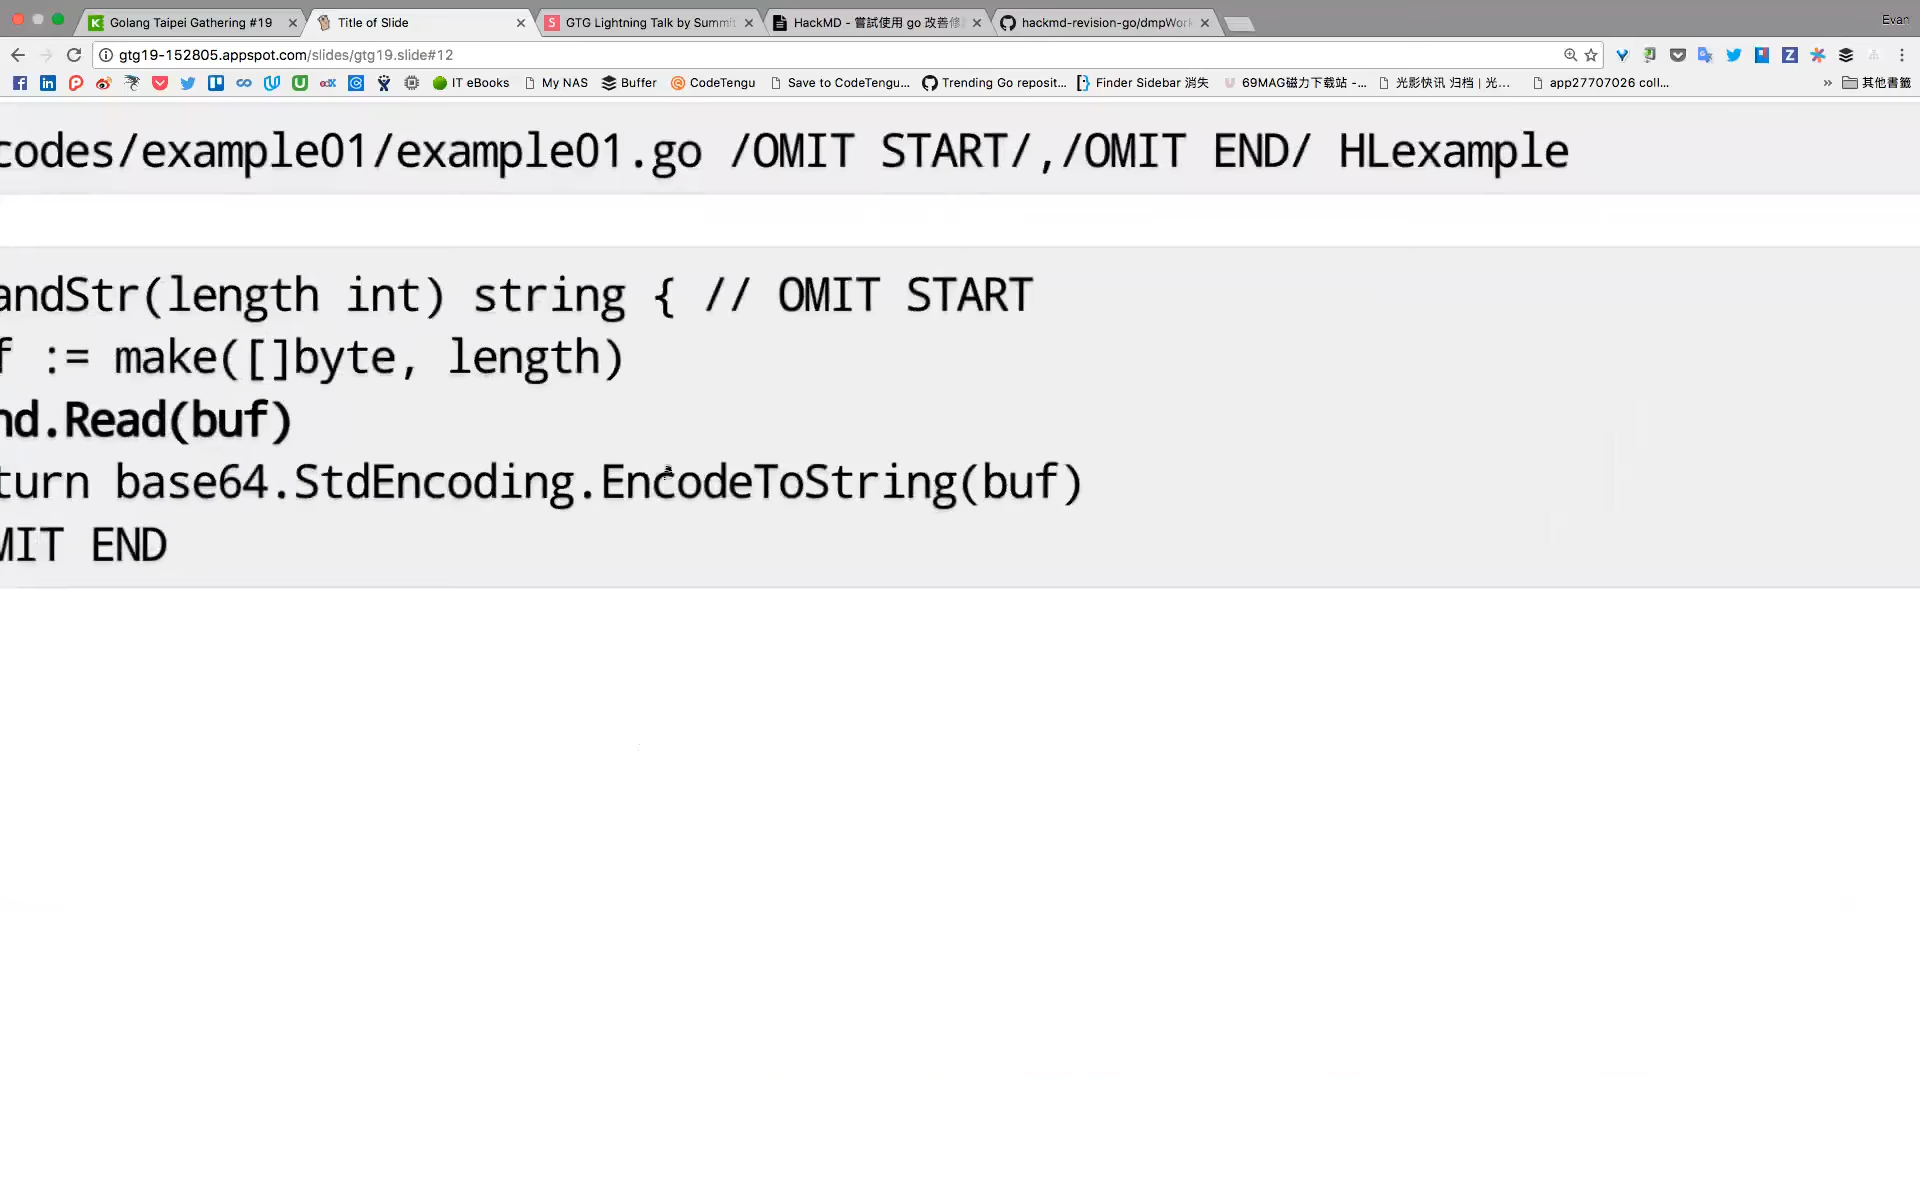 Golang Taipei Gathering #19
Title of Slide
GTG Lightning Talk by Summit
HackMD - 嘗試使用 go 改善修
hackmd-revision-go/dmpWork
Evan
gtg19-152805.appspot.com/slides/gtg19.slide#12
IT eBooks
My NAS
Buffer
CodeTengu
Save to CodeTengu...
Trending Go reposit...
Finder Sidebar 消失
69MAG磁力下载站 -...
光影快讯 归档 | 光...
app27707026 coll...
»
其他書籤
codes/example01/example01.go /OMIT START/,/OMIT END/ HLexample
andStr(length int) string { // OMIT START
f := make([]byte, length)
nd.Read(buf)
turn base64.StdEncoding.EncodeToString(buf)
MIT END